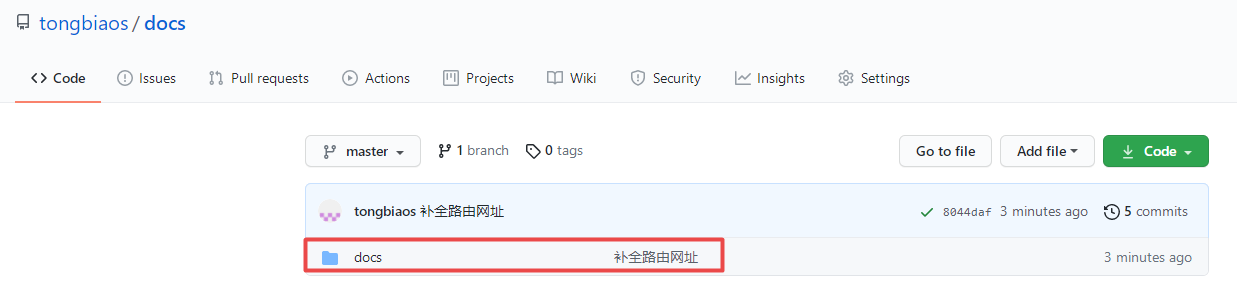 tongbiaos / docs
Code Issues Pull requests Actions Projects Wiki Security Insights Settings
master 1 branch 0 tags Go to file Add file Code
tongbiaos 补全路由网址 8044daf 3 minutes ago 5 commits
docs 补全路由网址 3 minutes ago